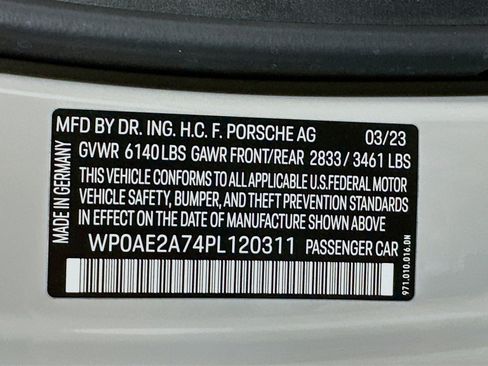 MFD BY DR. ING. H.C. F. PORSCHE AG 03/23
GVWR 6140 LBS GAWR FRONT/REAR 2833 / 3461 LBS
THIS VEHICLE CONFORMS TO ALL APPLICABLE U.S.FEDERAL MOTOR
VEHICLE SAFETY, BUMPER, AND THEFT PREVENTION STANDARDS
IN EFFECT ON THE DATE OF MANUFACTURE SHOWN ABOVE
WP0AE2A74PL120311 PASSENGER CAR
MADE IN GERMANY
971.010.016.DN